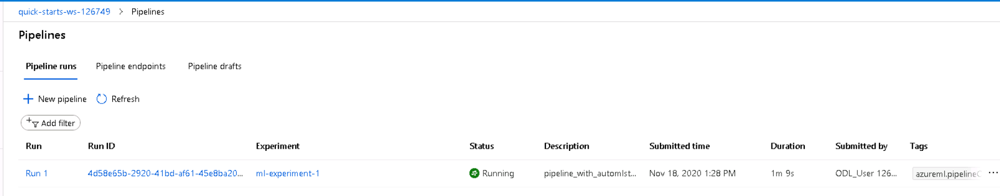 quick-starts-ws-126749 > Pipelines
Pipelines
Pipeline runs Pipeline endpoints Pipeline drafts
New pipeline Refresh
Add filter
Run Run ID Experiment Status Description Submitted time Duration Submitted by Tags
Run 1 4d58e65b-2920-41bd-af61-45e8ba20... ml-experiment-1 Running pipeline_with_automlst... Nov 18, 2020 1:28 PM 1m 9s ODL_User 126... azureml.pipelineC ...